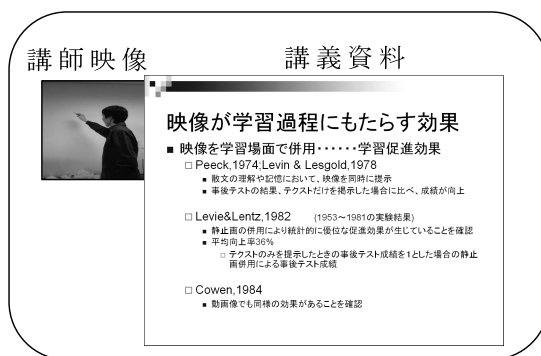 講師映像
講義資料
映像が学習過程にもたらす効果
映像を学習場面で併用・・・・・・学習促進効果
Peeck,1974;Levin & Lesgold,1978
散文の理解や記憶において、映像を同時に提示
事後テストの結果、テクストだけを掲示した場合に比べ、成績が向上
Levie&Lentz,1982 (1953～1981の実験結果)
静止画の併用により統計的に優位な促進効果が生じていることを確認
平均向上率36%
テクストのみを提示したときの事後テスト成績を1とした場合の静止
画併用による事後テスト成績
Cowen,1984
動画像でも同様の効果があることを確認